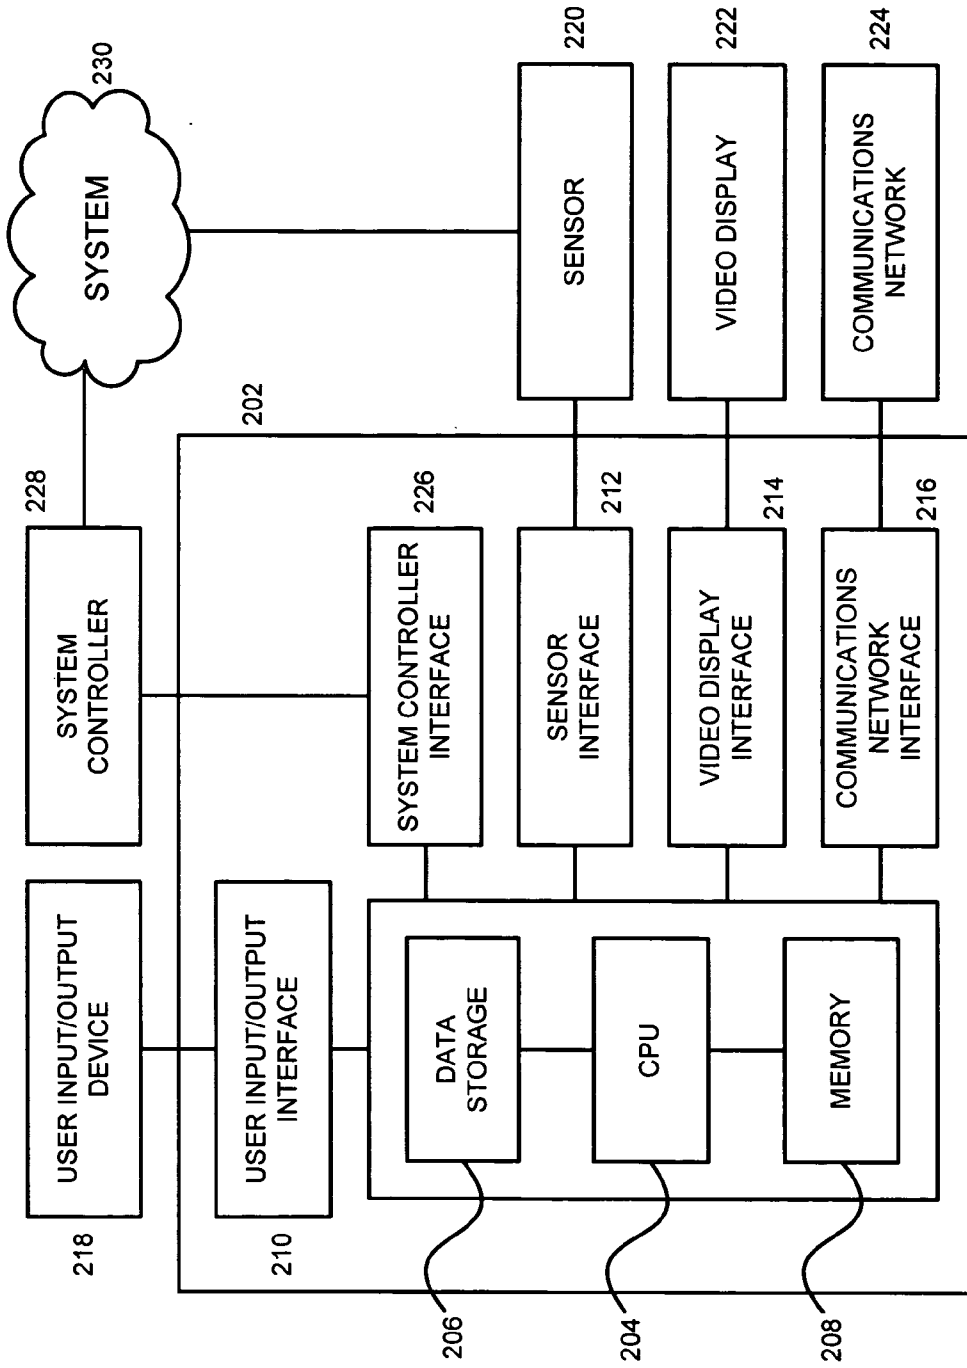 218
USER INPUT/OUTPUT
DEVICE
SYSTEM
CONTROLLER
228
SYSTEM
230
210
USER INPUT/OUTPUT
INTERFACE
202
206
DATA
STORAGE
SYSTEM CONTROLLER
INTERFACE
226
204
CPU
SENSOR
INTERFACE
212
SENSOR
220
VIDEO DISPLAY
INTERFACE
214
VIDEO DISPLAY
222
208
MEMORY
COMMUNICATIONS
NETWORK
INTERFACE
216
COMMUNICATIONS
NETWORK
224